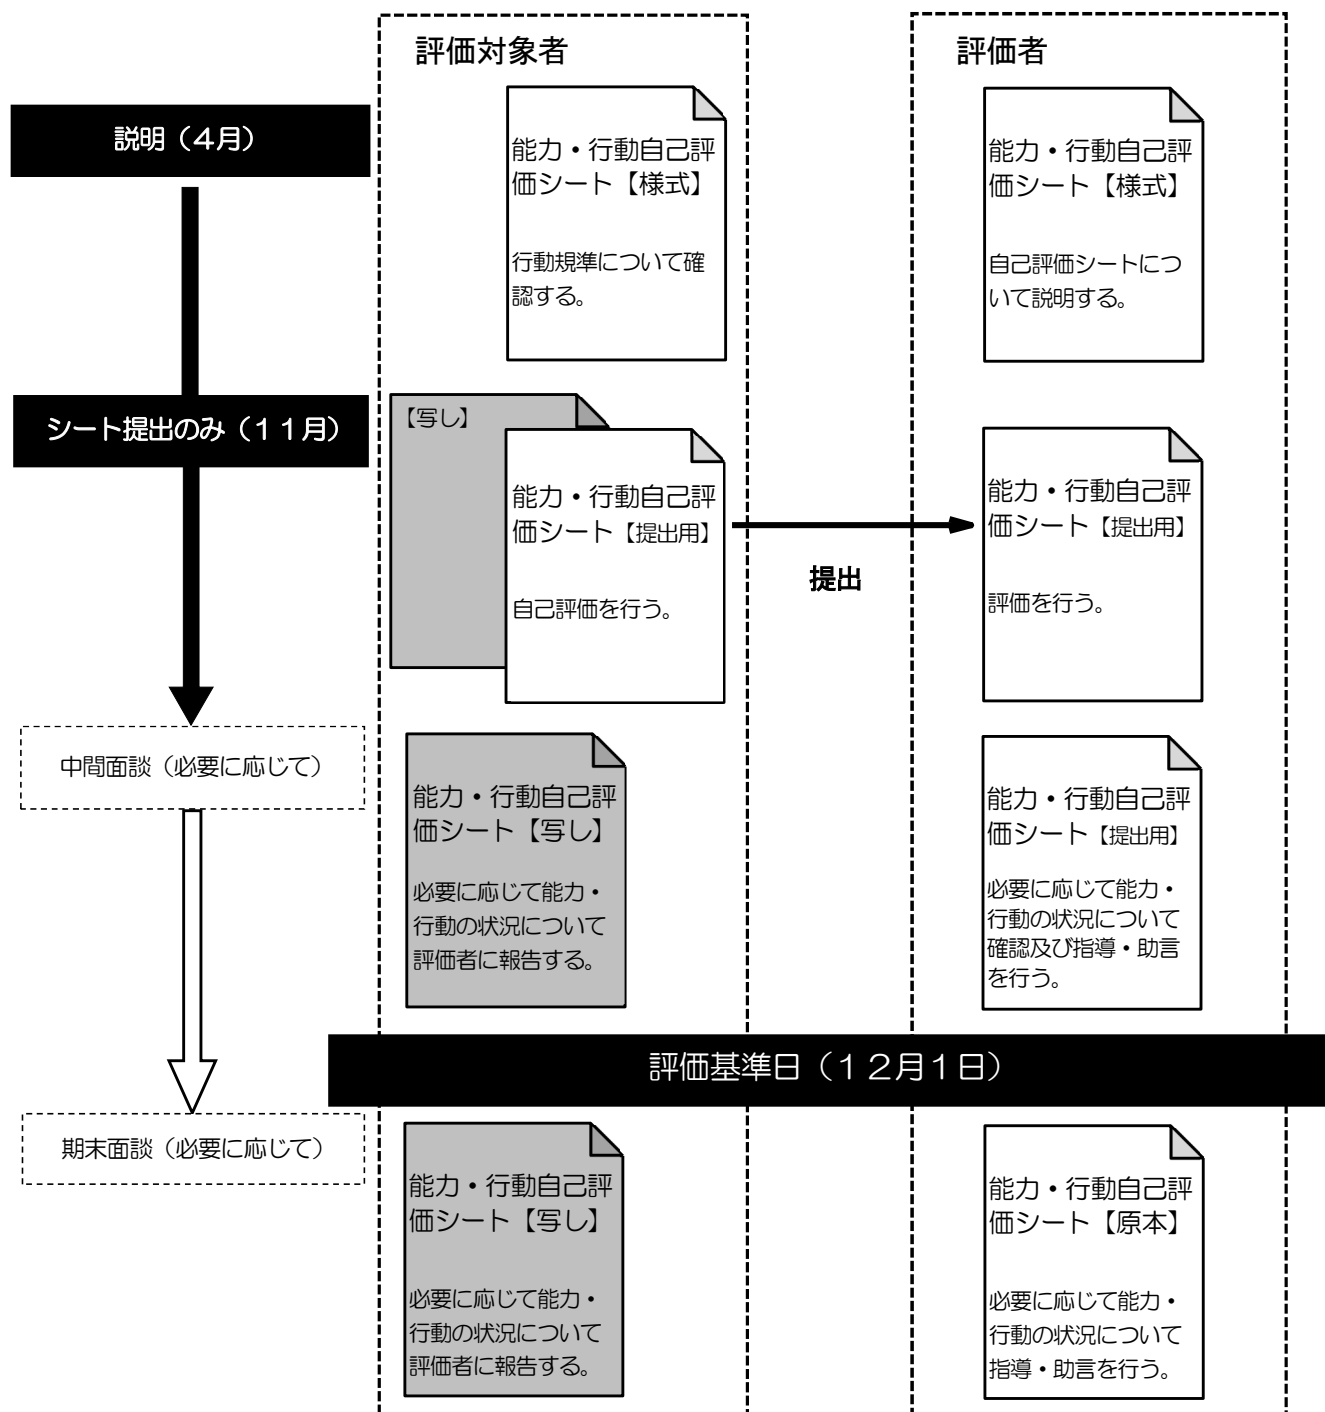 評価対象者
評価者
説明（４月）
能力・行動自己評
価シート【様式】
行動規準について確
認する。
能力・行動自己評
価シート【様式】
自己評価シートにつ
いて説明する。
シート提出のみ（１１月）
【写し】
能力・行動自己評
価シート【提出用】
自己評価を行う。
提出
能力・行動自己評
価シート【提出用】
評価を行う。
中間面談（必要に応じて）
能力・行動自己評
価シート【写し】
必要に応じて能力・
行動の状況について
評価者に報告する。
能力・行動自己評
価シート【提出用】
必要に応じて能力・
行動の状況について
確認及び指導・助言
を行う。
評価基準日（１２月１日）
期末面談（必要に応じて）
能力・行動自己評
価シート【写し】
必要に応じて能力・
行動の状況について
評価者に報告する。
能力・行動自己評
価シート【原本】
必要に応じて能力・
行動の状況について
指導・助言を行う。